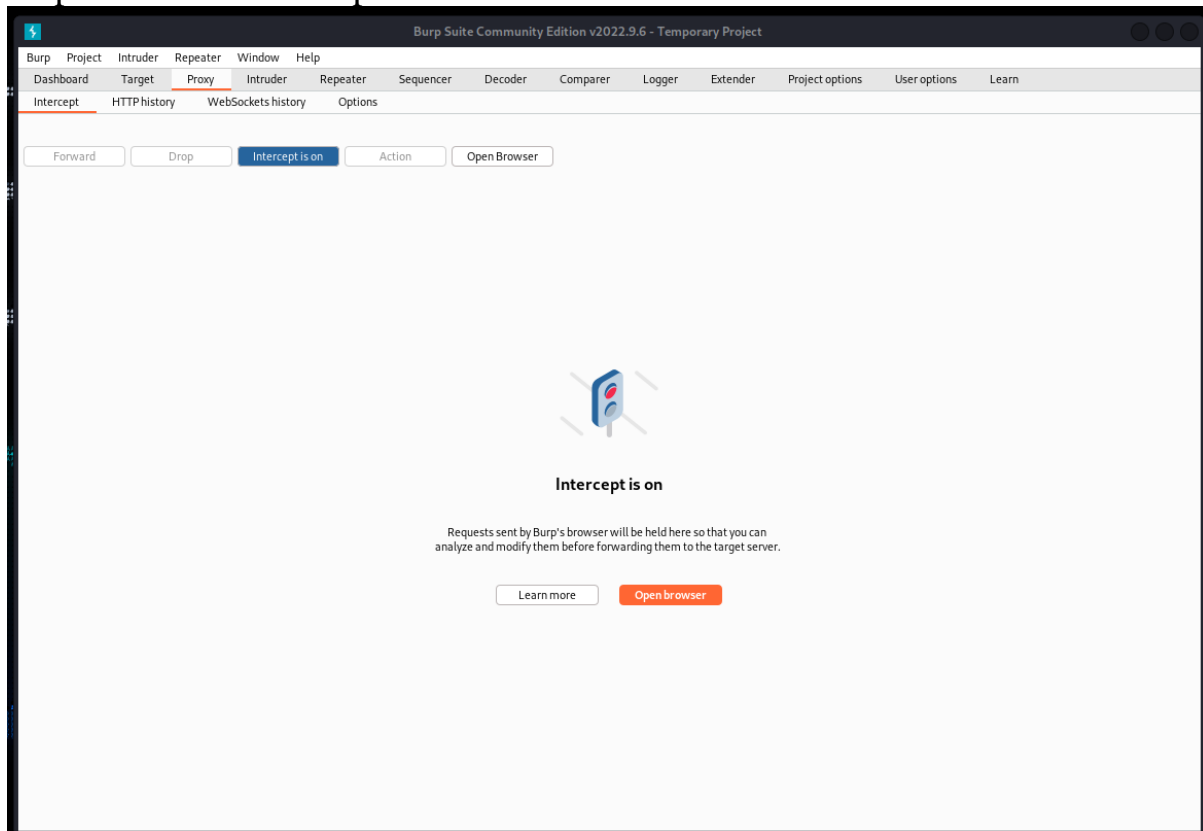 Burp Suite Community Edition v2022.9.6 - Temporary Project
Burp Project Intruder Repeater Window Help
Dashboard Target Proxy Intruder Repeater Sequencer Decoder Comparer Logger Extender Project options User options Learn
Intercept HTTP history WebSockets history Options
Forward Drop Intercept is on Action Open Browser
Intercept is on
Requests sent by Burp's browser will be held here so that you can
analyze and modify them before forwarding them to the target server.
Learn more Open browser